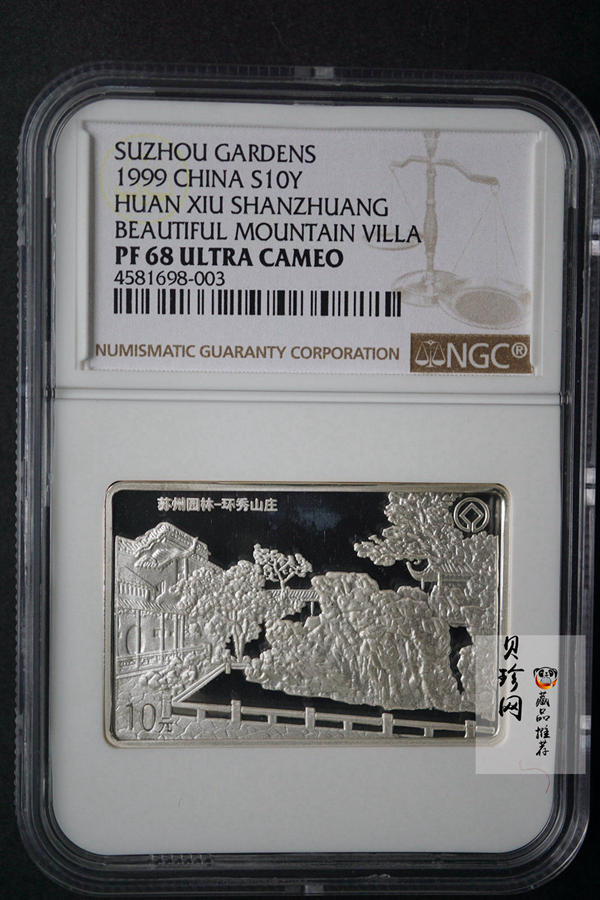 SUZHOU GARDENS
1999 CHINA S10Y
HUAN XIU SHANZHUANG
BEAUTIFUL MOUNTAIN VILLA
PF 68 ULTRA CAMEO
4581698-003
NUMISMATIC GUARANTY CORPORATION
NGC®
苏州园林-环秀山庄
10元
贝珍网
藏品推荐